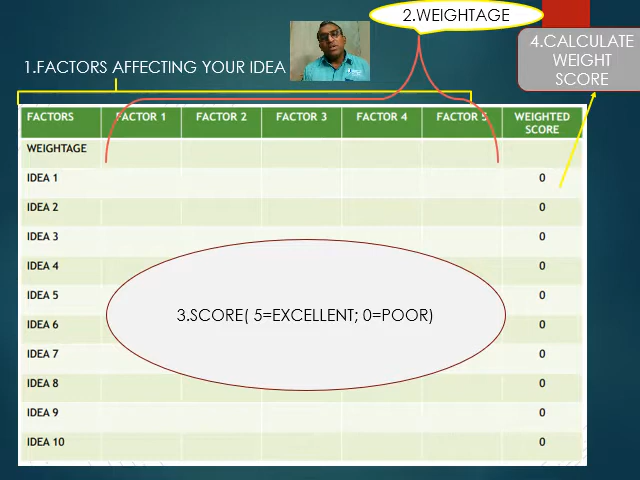 2.WEIGHTAGE
4.CALCULATE
WEIGHT
SCORE
1.FACTORS AFFECTING YOUR IDEA
FACTORS FACTOR 1 FACTOR 2 FACTOR 3 FACTOR 4 FACTOR 5 WEIGHTED
SCORE
WEIGHTAGE
IDEA 1 0
IDEA 2 0
IDEA 3 0
IDEA 4 0
IDEA 5 0
3.SCORE( 5=EXCELLENT; 0=POOR)
IDEA 6 0
IDEA 7 0
IDEA 8 0
IDEA 9 0
IDEA 10 0